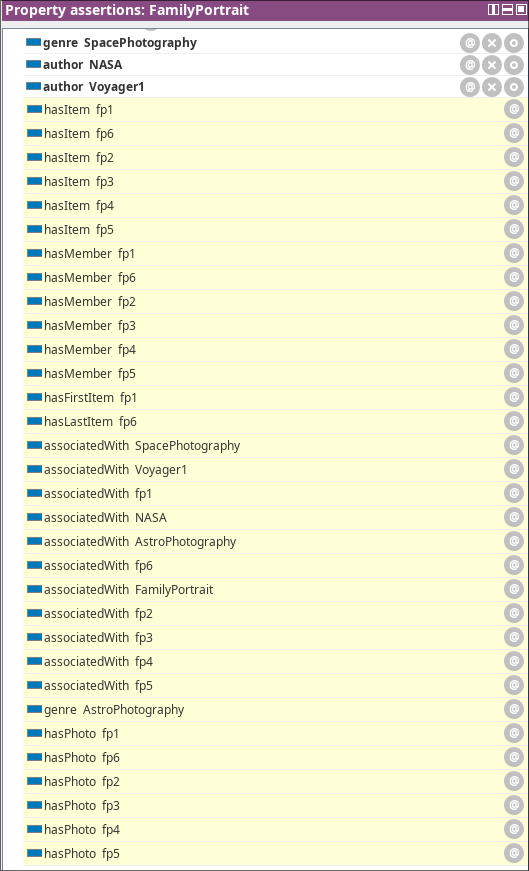 Property assertions: FamilyPortrait
genre SpacePhotography
author NASA
author Voyager1
hasItem fp1
hasItem fp6
hasItem fp2
hasItem fp3
hasItem fp4
hasItem fp5
hasMember fp1
hasMember fp6
hasMember fp2
hasMember fp3
hasMember fp4
hasMember fp5
hasFirstItem fp1
hasLastItem fp6
associatedWith SpacePhotography
associatedWith Voyager1
associatedWith fp1
associatedWith NASA
associatedWith AstroPhotography
associatedWith fp6
associatedWith FamilyPortrait
associatedWith fp2
associatedWith fp3
associatedWith fp4
associatedWith fp5
genre AstroPhotography
hasPhoto fp1
hasPhoto fp6
hasPhoto fp2
hasPhoto fp3
hasPhoto fp4
hasPhoto fp5